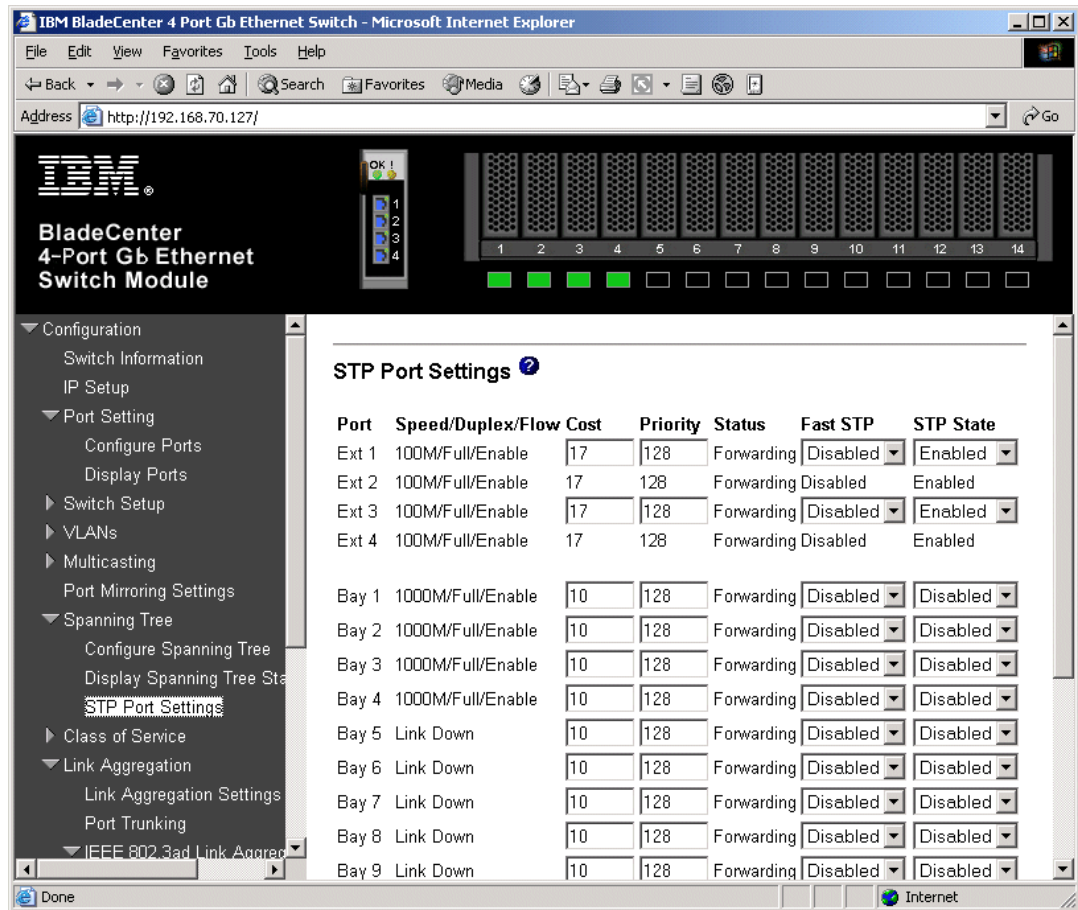 IBM BladeCenter 4 Port Gb Ethernet Switch - Microsoft Internet Explorer
File Edit View Favorites Tools Help
Back Search Favorites Media
Address http://192.168.70.127/ Go
IBM®
BladeCenter
4-Port Gb Ethernet
Switch Module
OK !
1
2
3
4
1 2 3 4 5 6 7 8 9 10 11 12 13 14
Configuration
Switch Information
IP Setup
Port Setting
Configure Ports
Display Ports
Switch Setup
VLANs
Multicasting
Port Mirroring Settings
Spanning Tree
Configure Spanning Tree
Display Spanning Tree Sta
STP Port Settings
Class of Service
Link Aggregation
Link Aggregation Settings
Port Trunking
IEEE 802.3ad Link Aggreg
STP Port Settings ?
Port Speed/Duplex/Flow Cost Priority Status Fast STP STP State
Ext 1 100M/Full/Enable 17 128 Forwarding Disabled Enabled
Ext 2 100M/Full/Enable 17 128 Forwarding Disabled Enabled
Ext 3 100M/Full/Enable 17 128 Forwarding Disabled Enabled
Ext 4 100M/Full/Enable 17 128 Forwarding Disabled Enabled
Bay 1 1000M/Full/Enable 10 128 Forwarding Disabled Disabled
Bay 2 1000M/Full/Enable 10 128 Forwarding Disabled Disabled
Bay 3 1000M/Full/Enable 10 128 Forwarding Disabled Disabled
Bay 4 1000M/Full/Enable 10 128 Forwarding Disabled Disabled
Bay 5 Link Down 10 128 Forwarding Disabled Disabled
Bay 6 Link Down 10 128 Forwarding Disabled Disabled
Bay 7 Link Down 10 128 Forwarding Disabled Disabled
Bay 8 Link Down 10 128 Forwarding Disabled Disabled
Bay 9 Link Down 10 128 Forwarding Disabled Disabled
Done Internet